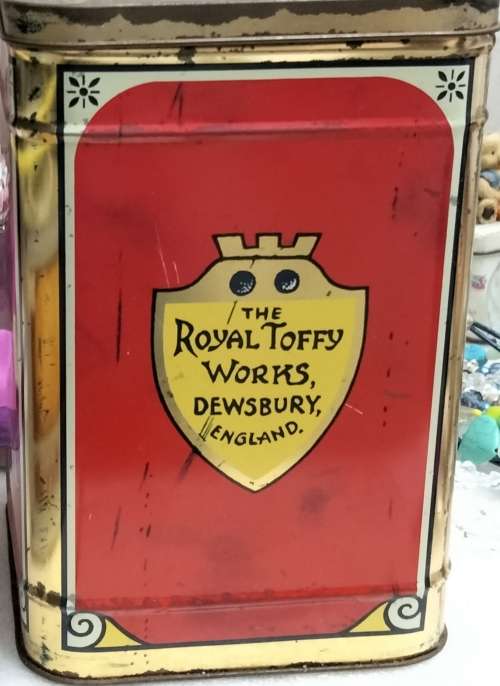 THE
ROYAL TOFFY
WORKS,
DEWSBURY,
ENGLAND.